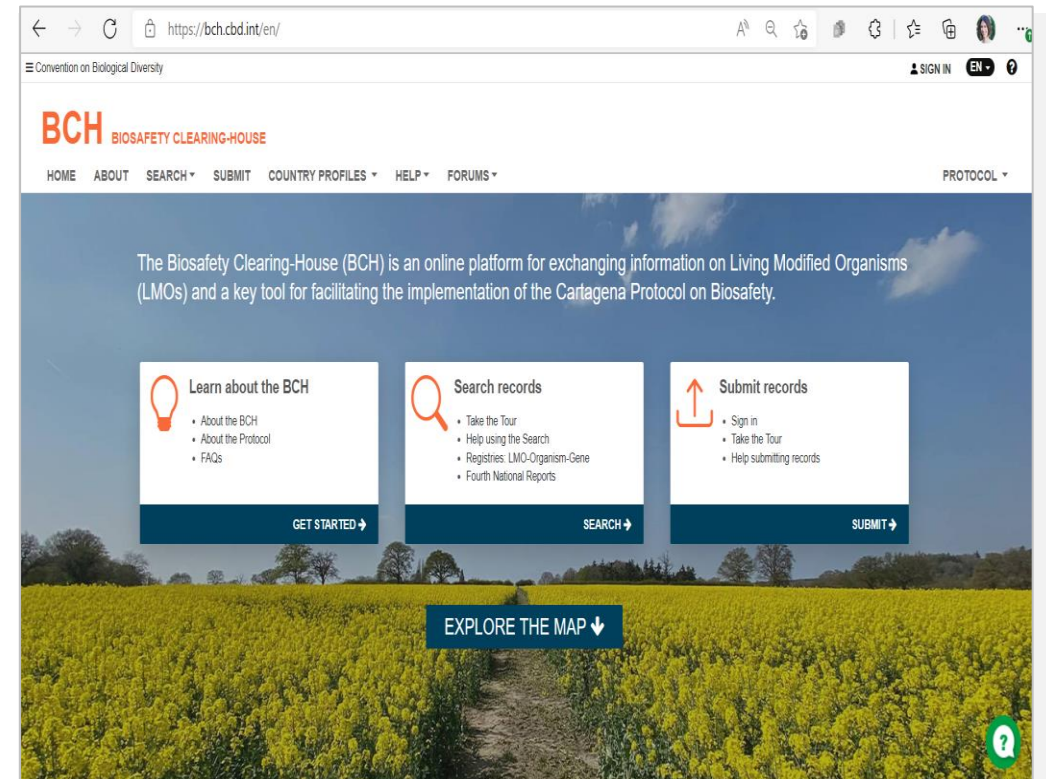 https://bch.cbd.int/en/
Convention on Biological Diversity
SIGN IN EN ?
BCH BIOSAFETY CLEARING-HOUSE
HOME ABOUT SEARCH SUBMIT COUNTRY PROFILES HELP FORUMS PROTOCOL
The Biosafety Clearing-House (BCH) is an online platform for exchanging information on Living Modified Organisms
(LMOs) and a key tool for facilitating the implementation of the Cartagena Protocol on Biosafety.
Learn about the BCH
• About the BCH
• About the Protocol
• FAQs
GET STARTED
Search records
• Take the Tour
• Help using the Search
• Registries: LMO-Organism-Gene
• Fourth National Reports
SEARCH
Submit records
• Sign in
• Take the Tour
• Help submitting records
SUBMIT
EXPLORE THE MAP
?